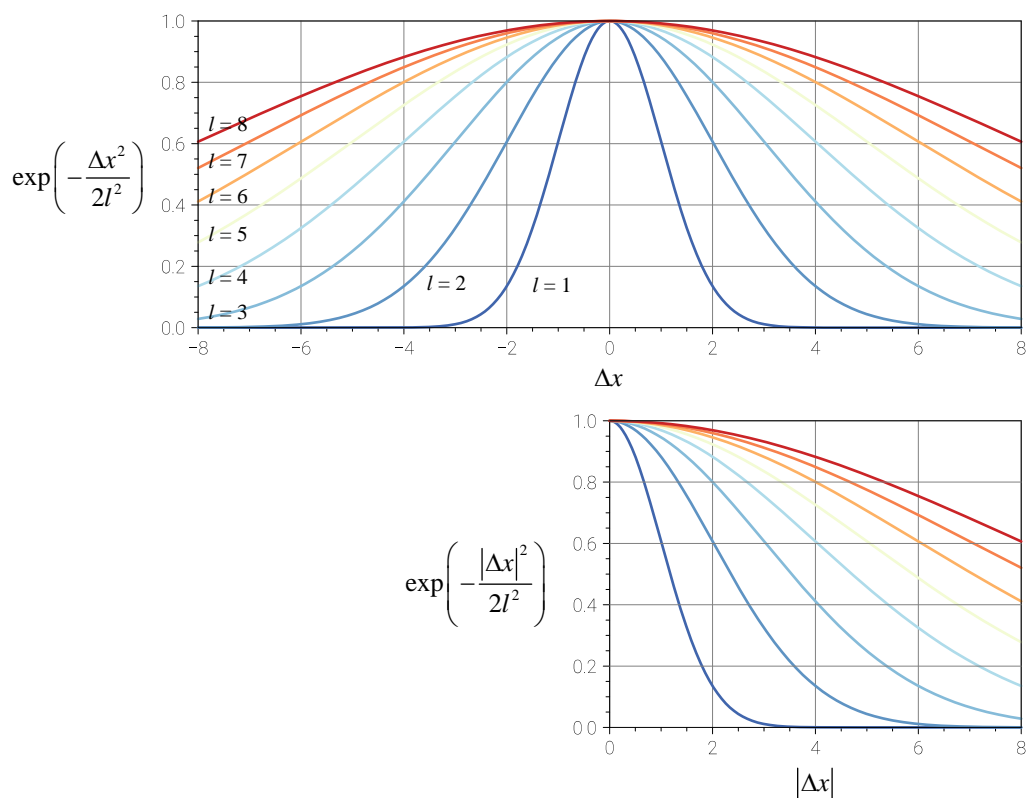 1.0
0.8
0.6
0.4
0.2
0.0
exp(−Δx²/2l²)
l = 8
l = 7
l = 6
l = 5
l = 4
l = 3
l = 2
l = 1
−8 −6 −4 −2 0 2 4 6 8
Δx
1.0
0.8
0.6
0.4
0.2
0.0
exp(−|Δx|²/2l²)
0 2 4 6 8
|Δx|